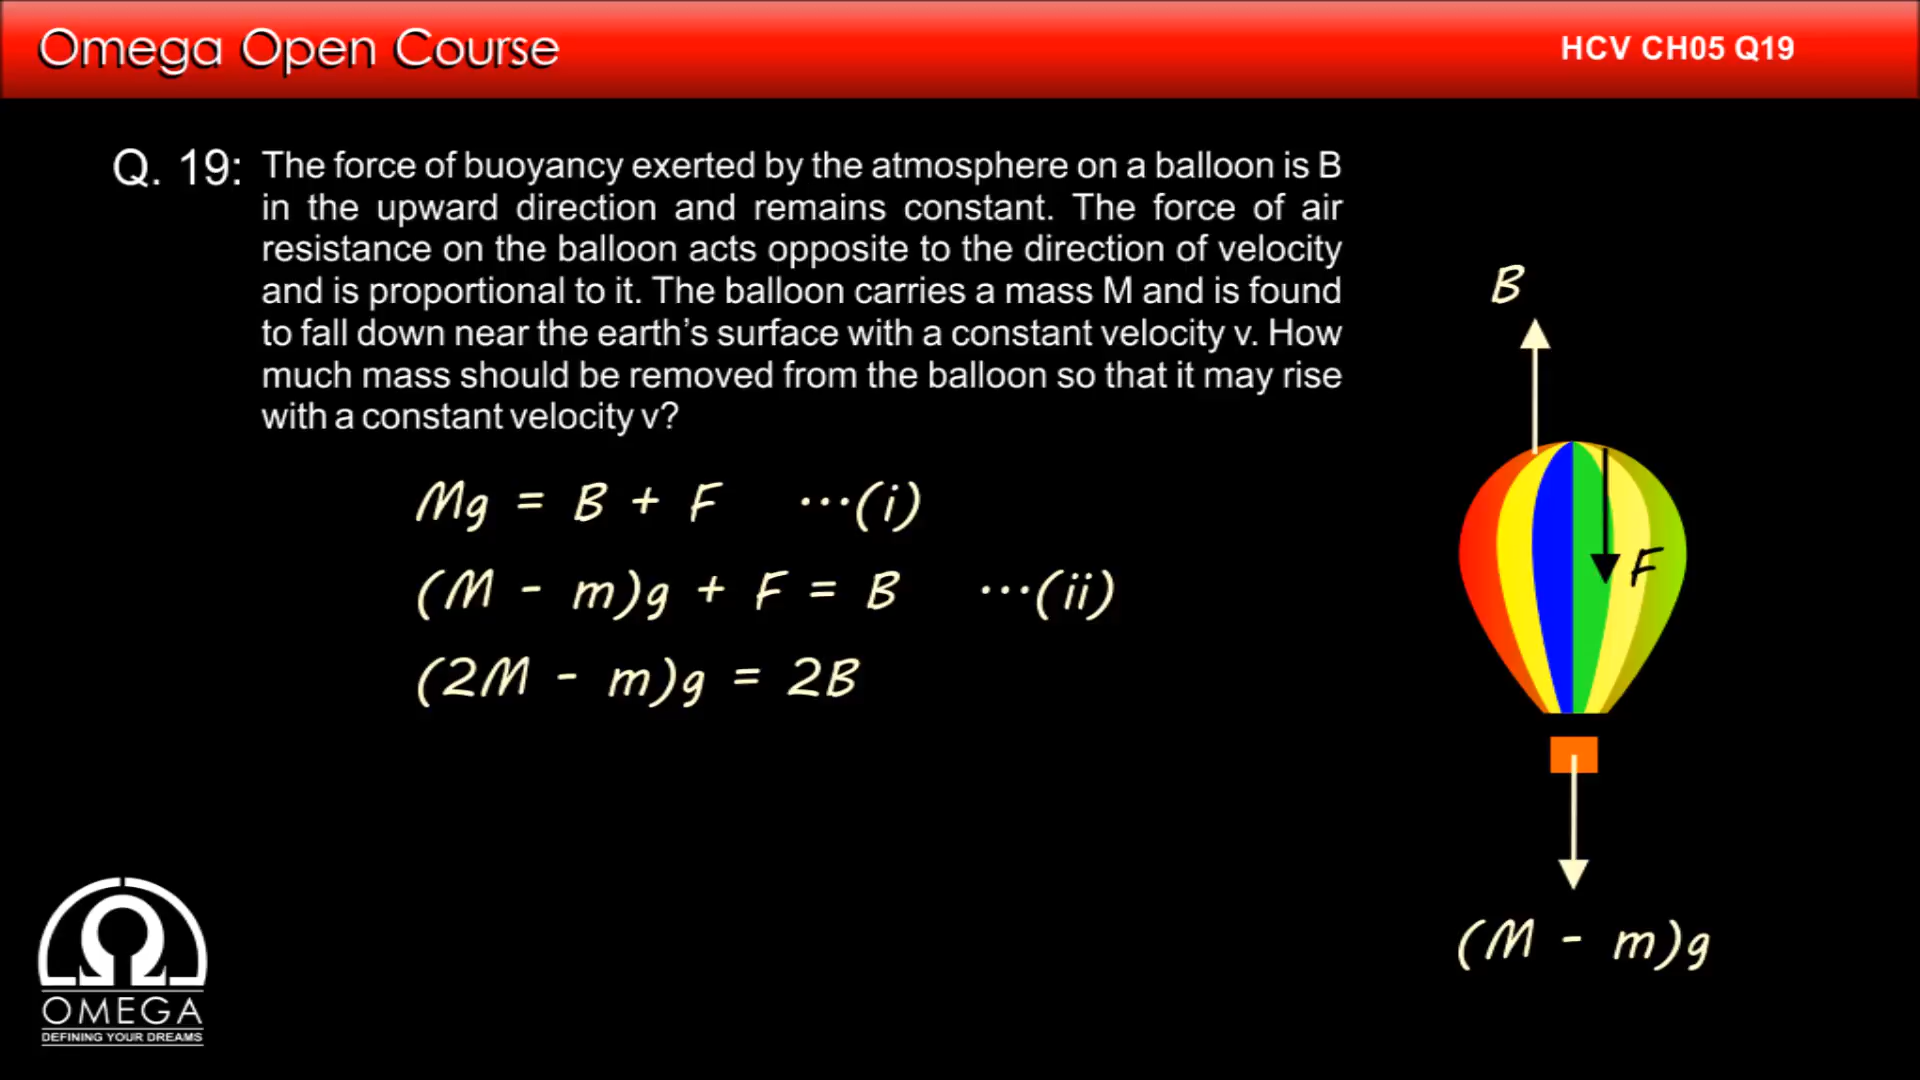 Omega Open Course
HCV CH05 Q19
Q. 19: The force of buoyancy exerted by the atmosphere on a balloon is B
in the upward direction and remains constant. The force of air
resistance on the balloon acts opposite to the direction of velocity
and is proportional to it. The balloon carries a mass M and is found
to fall down near the earth's surface with a constant velocity v. How
much mass should be removed from the balloon so that it may rise
with a constant velocity v?
Mg = B + F ···(i)
(M - m)g + F = B ···(ii)
(2M - m)g = 2B
B
F
(M - m)g
OMEGA
DEFINING YOUR DREAMS